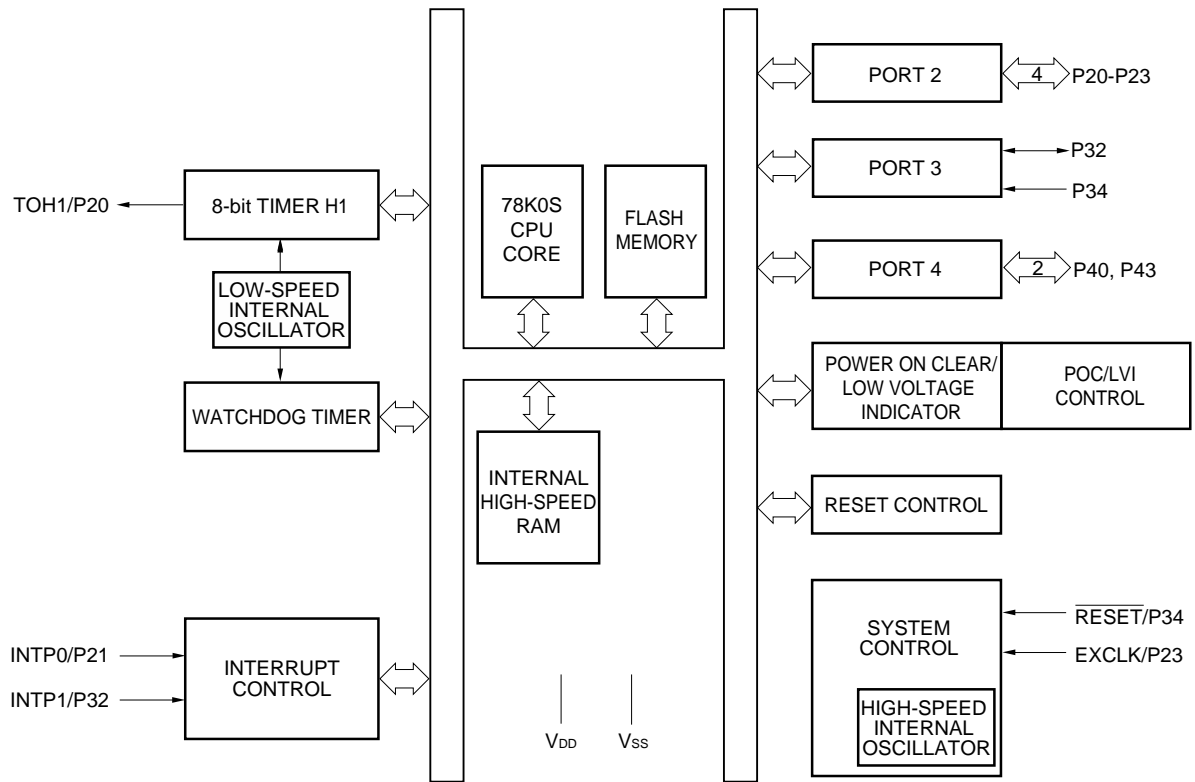 TOH1/P20
8-bit TIMER H1
LOW-SPEED
INTERNAL
OSCILLATOR
WATCHDOG TIMER
INTP0/P21
INTP1/P32
INTERRUPT
CONTROL
78K0S
CPU
CORE
FLASH
MEMORY
INTERNAL
HIGH-SPEED
RAM
VDD
VSS
PORT 2
4
P20-P23
PORT 3
P32
P34
PORT 4
2
P40, P43
POWER ON CLEAR/
LOW VOLTAGE
INDICATOR
POC/LVI
CONTROL
RESET CONTROL
SYSTEM
CONTROL
RESET/P34
EXCLK/P23
HIGH-SPEED
INTERNAL
OSCILLATOR